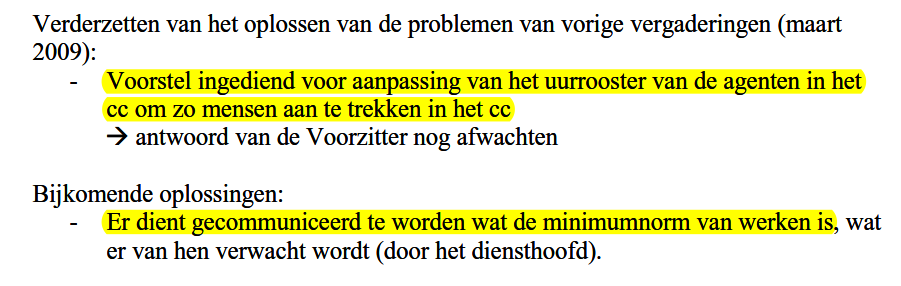 Verderzetten van het oplossen van de problemen van vorige vergaderingen (maart
2009):
- Voorstel ingediend voor aanpassing van het uurrooster van de agenten in het
cc om zo mensen aan te trekken in het cc
→ antwoord van de Voorzitter nog afwachten
Bijkomende oplossingen:
- Er dient gecommuniceerd te worden wat de minimumnorm van werken is, wat
er van hen verwacht wordt (door het diensthoofd).